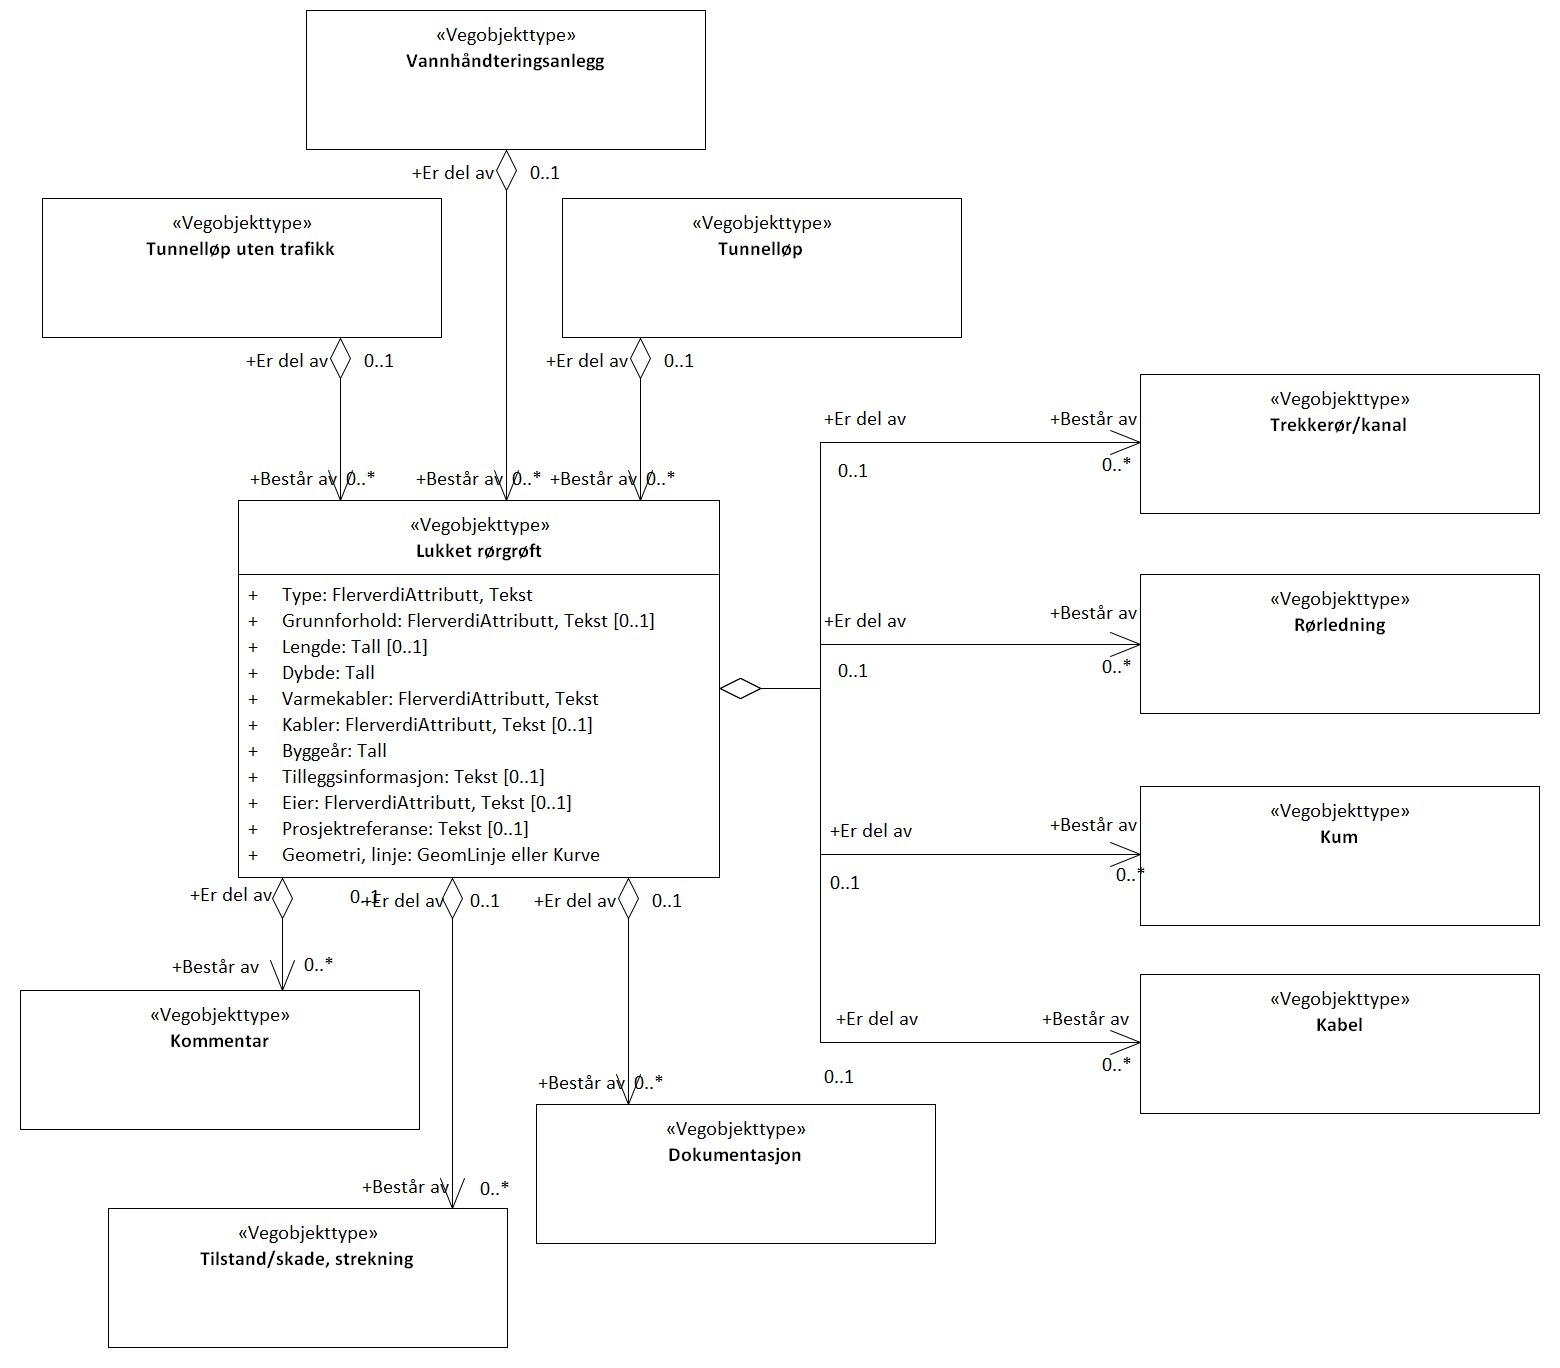 «Vegobjekttype»
Vannhåndteringsanlegg
+Er del av
0..1
«Vegobjekttype»
Tunnelløp uten trafikk
«Vegobjekttype»
Tunnelløp
+Er del av
0..1
+Er del av
0..1
+Består av
0..*
+Består av
0..*
+Består av
0..*
«Vegobjekttype»
Lukket rørgrøft
+ Type: FlerverdiAttributt, Tekst
+ Grunnforhold: FlerverdiAttributt, Tekst [0..1]
+ Lengde: Tall [0..1]
+ Dybde: Tall
+ Varmekabler: FlerverdiAttributt, Tekst
+ Kabler: FlerverdiAttributt, Tekst [0..1]
+ Byggeår: Tall
+ Tilleggsinformasjon: Tekst [0..1]
+ Eier: FlerverdiAttributt, Tekst [0..1]
+ Prosjektreferanse: Tekst [0..1]
+ Geometri, linje: GeomLinje eller Kurve
+Er del av
+Består av
0..1
0..*
«Vegobjekttype»
Trekkerør/kanal
+Er del av
+Består av
0..1
0..*
«Vegobjekttype»
Rørledning
+Er del av
+Består av
0..1
0..*
«Vegobjekttype»
Kum
+Er del av
+Består av
0..1
0..*
«Vegobjekttype»
Kabel
+Er del av
0..1
+Er del av
0..1
+Er del av
0..1
+Består av
0..*
«Vegobjekttype»
Kommentar
+Består av
0..*
«Vegobjekttype»
Dokumentasjon
+Består av
0..*
«Vegobjekttype»
Tilstand/skade, strekning